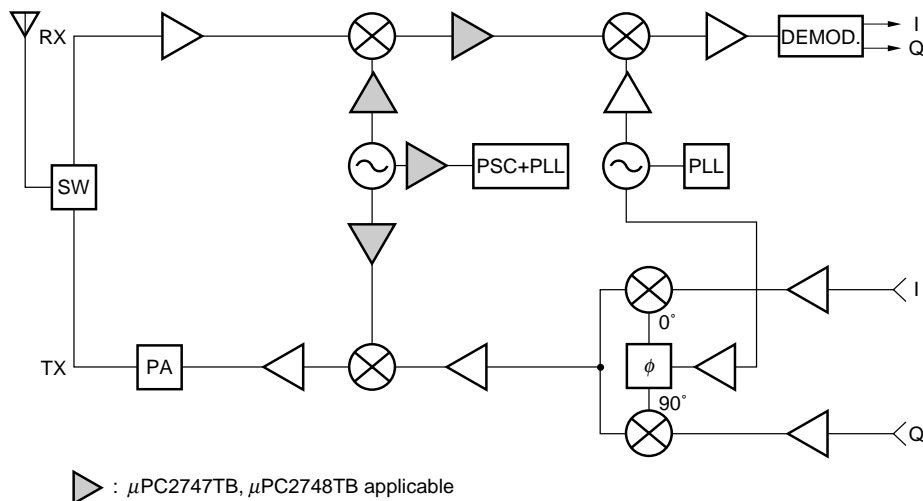 RX
DEMOD.
I
Q
SW
PSC+PLL
PLL
I
0°
TX
PA
ϕ
90°
Q
: μPC2747TB, μPC2748TB applicable